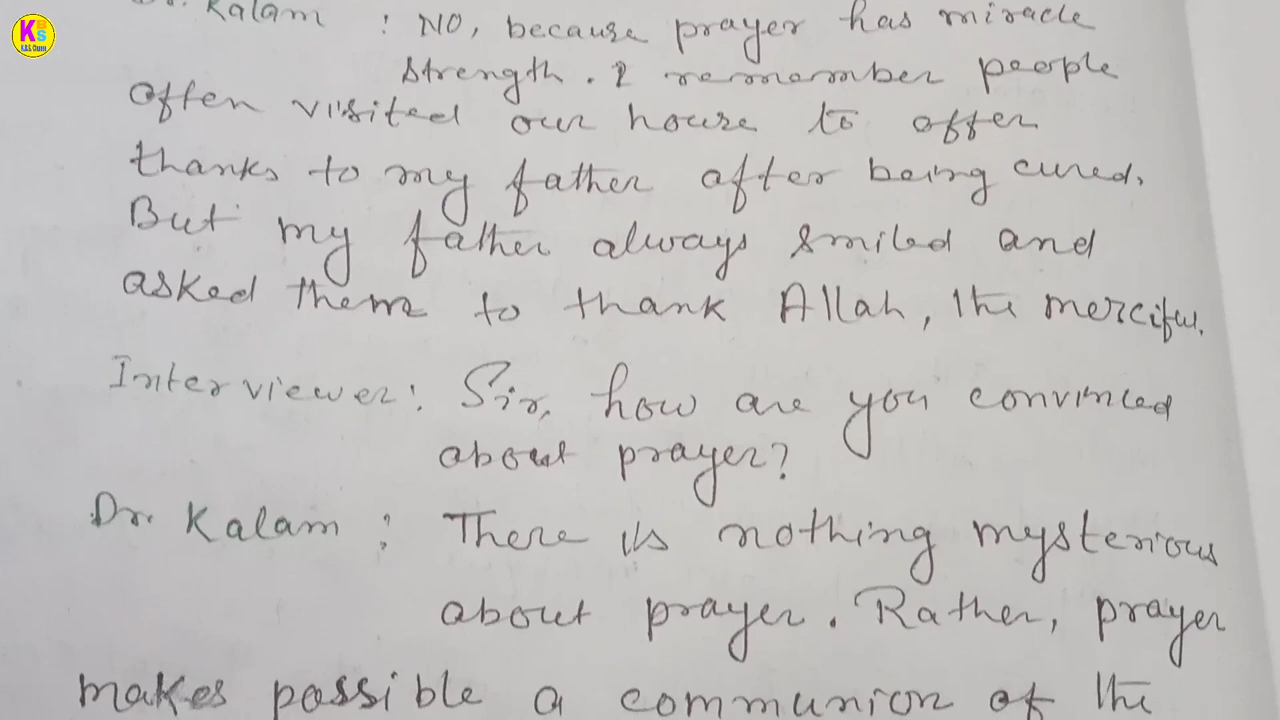 KBS
K&S Classes
Dr. Kalam : NO, because prayer has miracle
strength. I remember people
often visited our house to offer
thanks to my father after being cured.
But my father always smiled and
asked them to thank Allah, the merciful.
Interviewer: Sir, how are you convinced
about prayer?
Dr. Kalam : There is nothing mysterious
about prayer. Rather, prayer
makes possible a communion of the